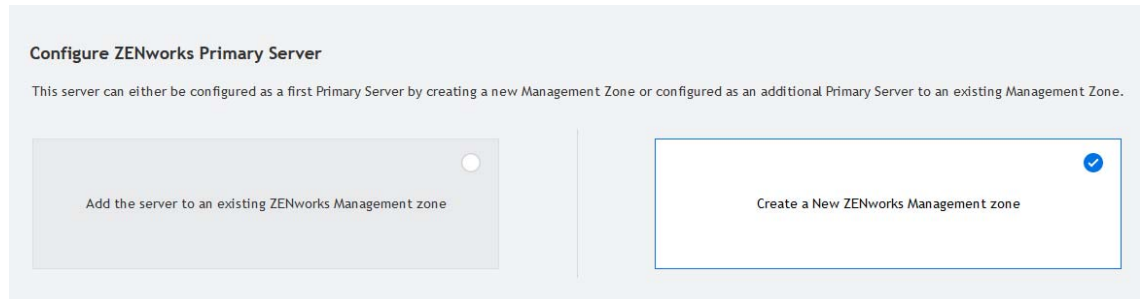 Configure ZENworks Primary Server
This server can either be configured as a first Primary Server by creating a new Management Zone or configured as an additional Primary Server to an existing Management Zone.
Add the server to an existing ZENworks Management zone
Create a New ZENworks Management zone